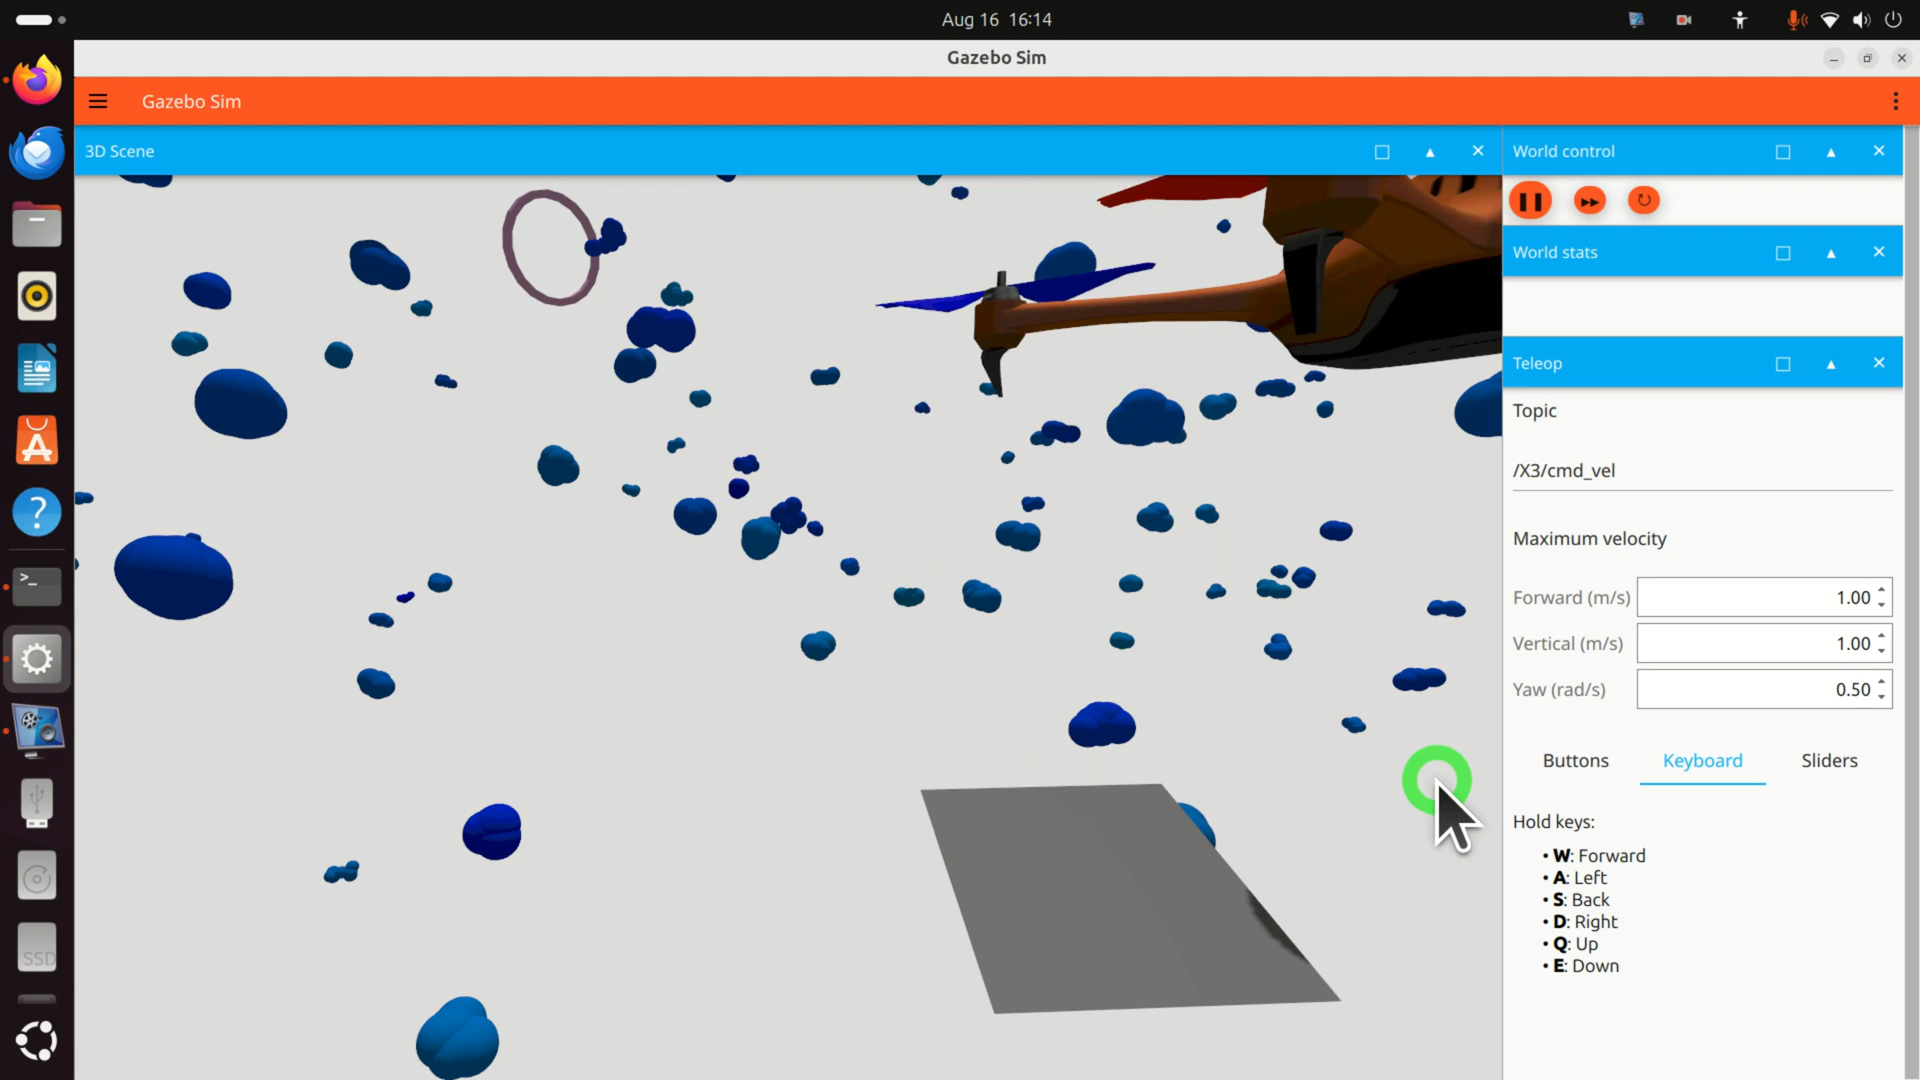 Aug 16 16:14
Gazebo Sim
Gazebo Sim
3D Scene
World control
World stats
Teleop
Topic
/X3/cmd_vel
Maximum velocity
Forward (m/s) 1.00
Vertical (m/s) 1.00
Yaw (rad/s) 0.50
Buttons Keyboard Sliders
Hold keys:
• W: Forward
• A: Left
• S: Back
• D: Right
• Q: Up
• E: Down
>_
?
SSD